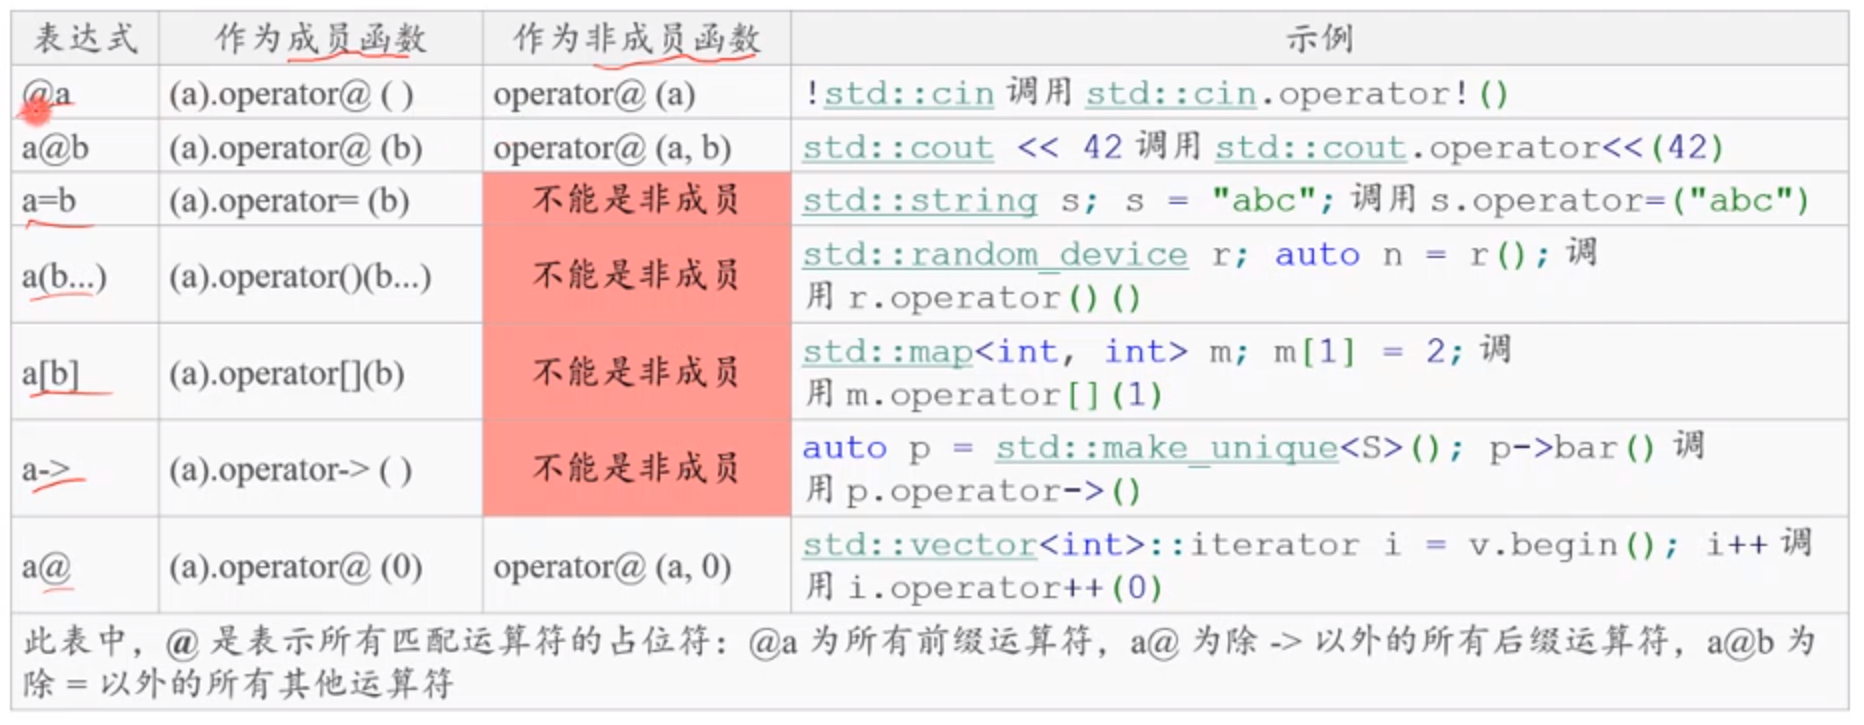 表达式 作为成员函数 作为非成员函数 示例
@a (a).operator@ ( ) operator@ (a) !std::cin 调用 std::cin.operator!()
a@b (a).operator@ (b) operator@ (a, b) std::cout << 42 调用 std::cout.operator<<(42)
a=b (a).operator= (b) 不能是非成员 std::string s; s = "abc"; 调用 s.operator=("abc")
a(b...) (a).operator()(b...) 不能是非成员 std::random_device r; auto n = r(); 调
用 r.operator()()
a[b] (a).operator[](b) 不能是非成员 std::map<int, int> m; m[1] = 2; 调
用 m.operator[](1)
a-> (a).operator-> ( ) 不能是非成员 auto p = std::make_unique<S>(); p->bar() 调
用 p.operator->()
a@ (a).operator@ (0) operator@ (a, 0) std::vector<int>::iterator i = v.begin(); i++ 调
用 i.operator++(0)
此表中，@ 是表示所有匹配运算符的占位符：@a 为所有前缀运算符，a@ 为除 -> 以外的所有后缀运算符，a@b 为
除 = 以外的所有其他运算符